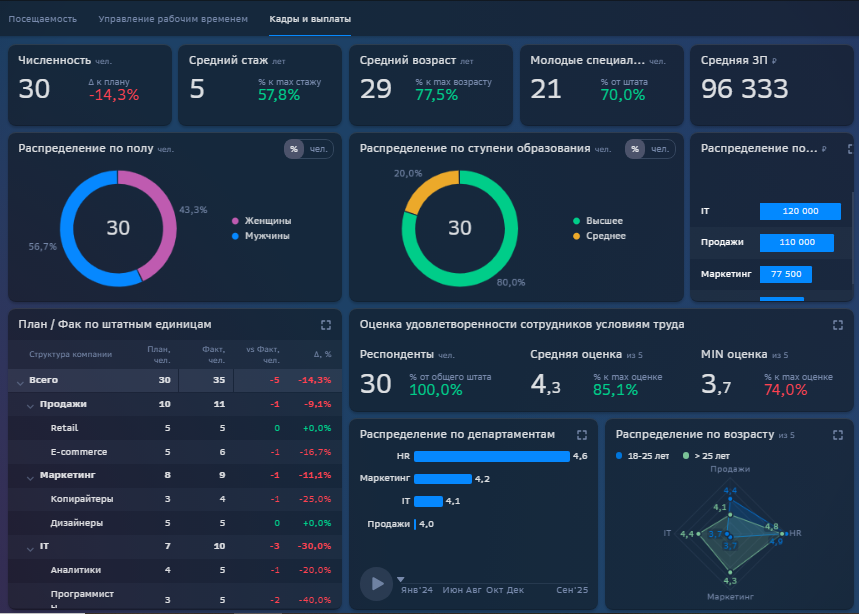 Посещаемость Управление рабочим временем Кадры и выплаты
Численность чел.
30
Δ к плану
-14,3%
Средний стаж лет
5
% к max стажу
57,8%
Средний возраст лет
29
% к max возрасту
77,5%
Молодые специал... чел.
21
% от штата
70,0%
Средняя ЗП ₽
96 333
Распределение по полу чел.
% чел.
43,3%
30
56,7%
Женщины
Мужчины
Распределение по ступени образования чел.
% чел.
20,0%
30
80,0%
Высшее
Среднее
Распределение по... ₽
IT 120 000
Продажи 110 000
Маркетинг 77 500
План / Факт по штатным единицам
Структура компании План, чел. Факт, чел. vs Факт, чел. Δ, %
Всего 30 35 -5 -14,3%
Продажи 10 11 -1 -9,1%
Retail 5 5 0 +0,0%
E-commerce 5 6 -1 -16,7%
Маркетинг 8 9 -1 -11,1%
Копирайтеры 3 4 -1 -25,0%
Дизайнеры 5 5 0 +0,0%
IT 7 10 -3 -30,0%
Аналитики 4 5 -1 -20,0%
Программист
ы 3 5 -2 -40,0%
Оценка удовлетворенности сотрудников условиям труда
Респонденты чел.
30
% от общего штата
100,0%
Средняя оценка из 5
4,3
% к max оценке
85,1%
MIN оценка из 5
3,7
% к max оценке
74,0%
Распределение по департаментам
HR 4,6
Маркетинг 4,2
IT 4,1
Продажи 4,0
Янв'24 Июн Авг Окт Дек Сен'25
Распределение по возрасту из 5
18-25 лет > 25 лет
Продажи
4,4
4,1
IT 4,4 3,7 4,8 HR
4,9
3,7
4,3
Маркетинг